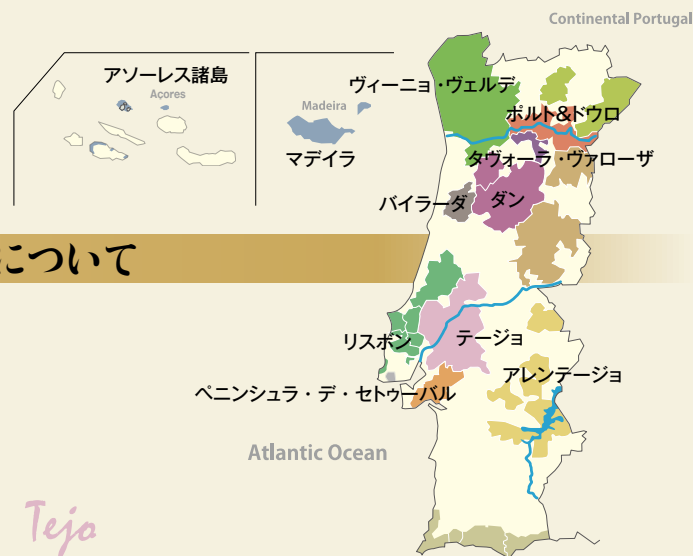 Continental Portugal
アソーレス諸島
Açores
Madeira
マデイラ
ヴィーニョ・ヴェルデ
ポルト&ドウロ
タヴォーラ・ヴァローザ
バイラーダ
ダン
について
リスボン
テージョ
アレンテージョ
ペニンシュラ・デ・セトゥーバル
Atlantic Ocean
Tejo